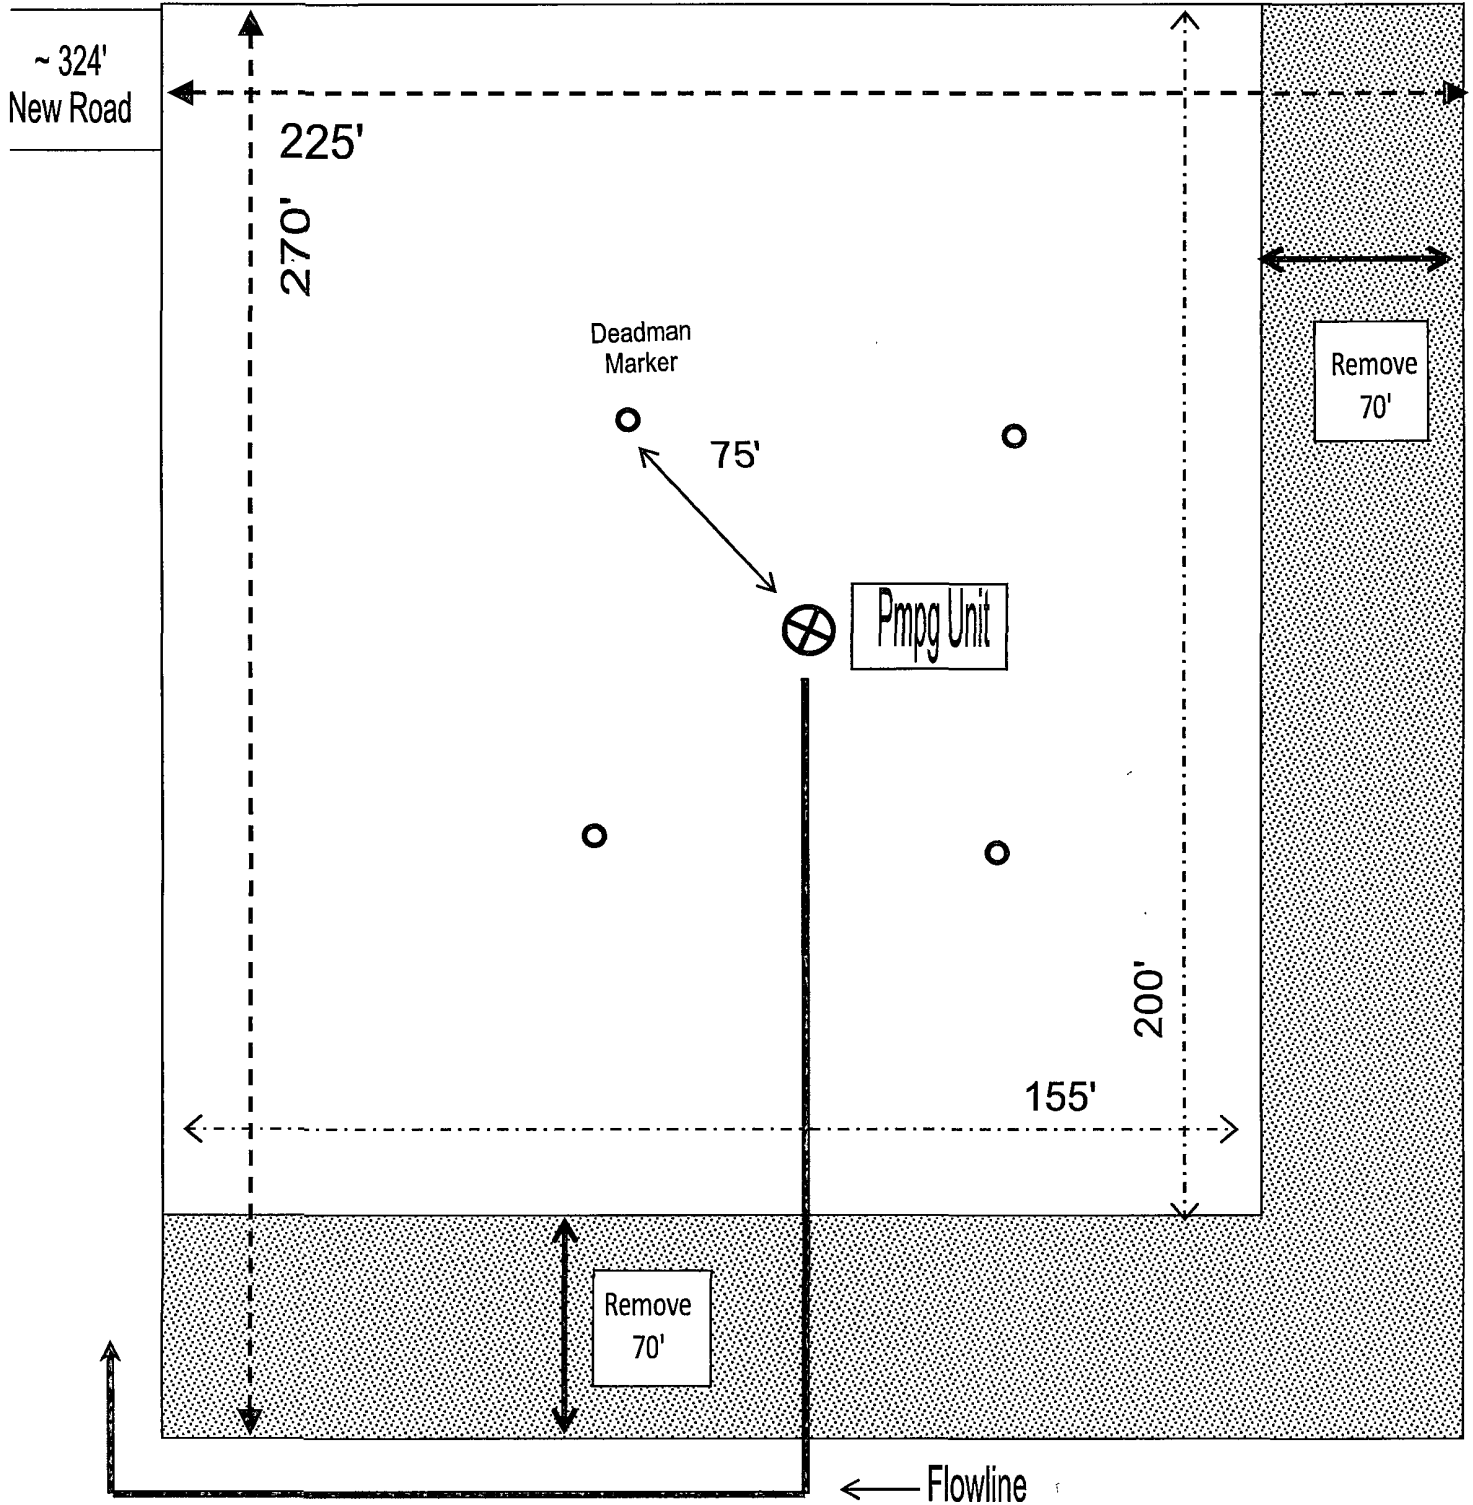 ~ 324'
New Road
225'
270'
Deadman
Marker
75'
Remove
70'
Pmpg Unit
200'
155'
Remove
70'
Flowline